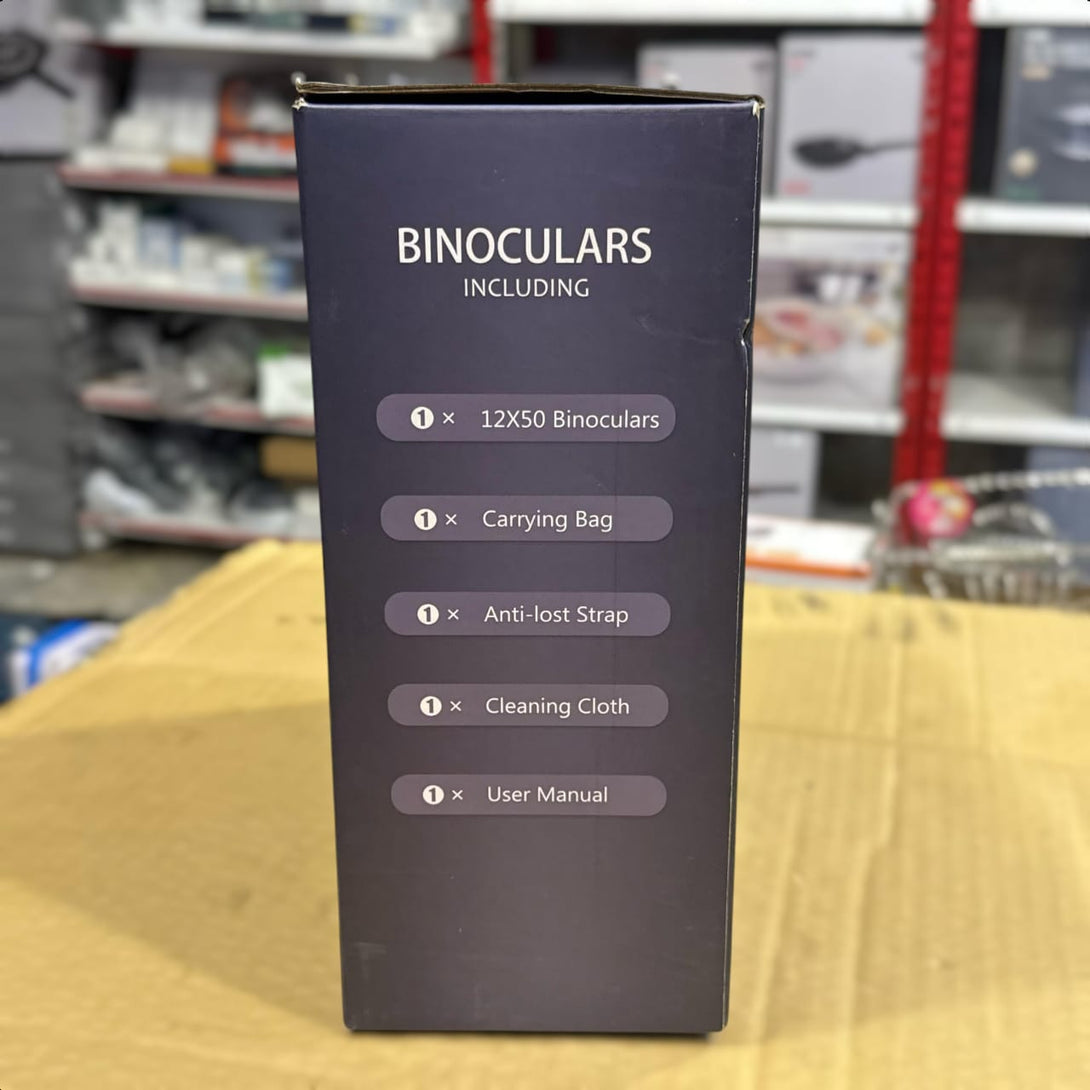 BINOCULARS
INCLUDING
1 × 12X50 Binoculars
1 × Carrying Bag
1 × Anti-lost Strap
1 × Cleaning Cloth
1 × User Manual